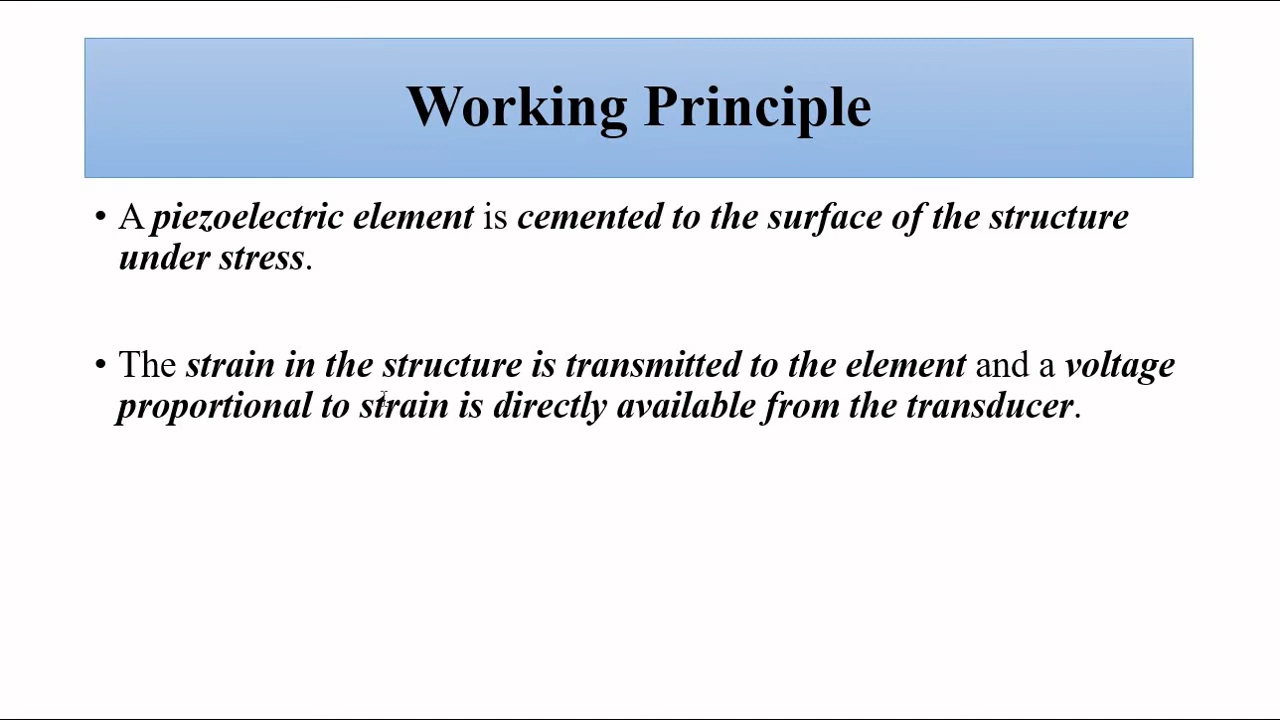 Working Principle
• A piezoelectric element is cemented to the surface of the structure
under stress.
• The strain in the structure is transmitted to the element and a voltage
proportional to strain is directly available from the transducer.